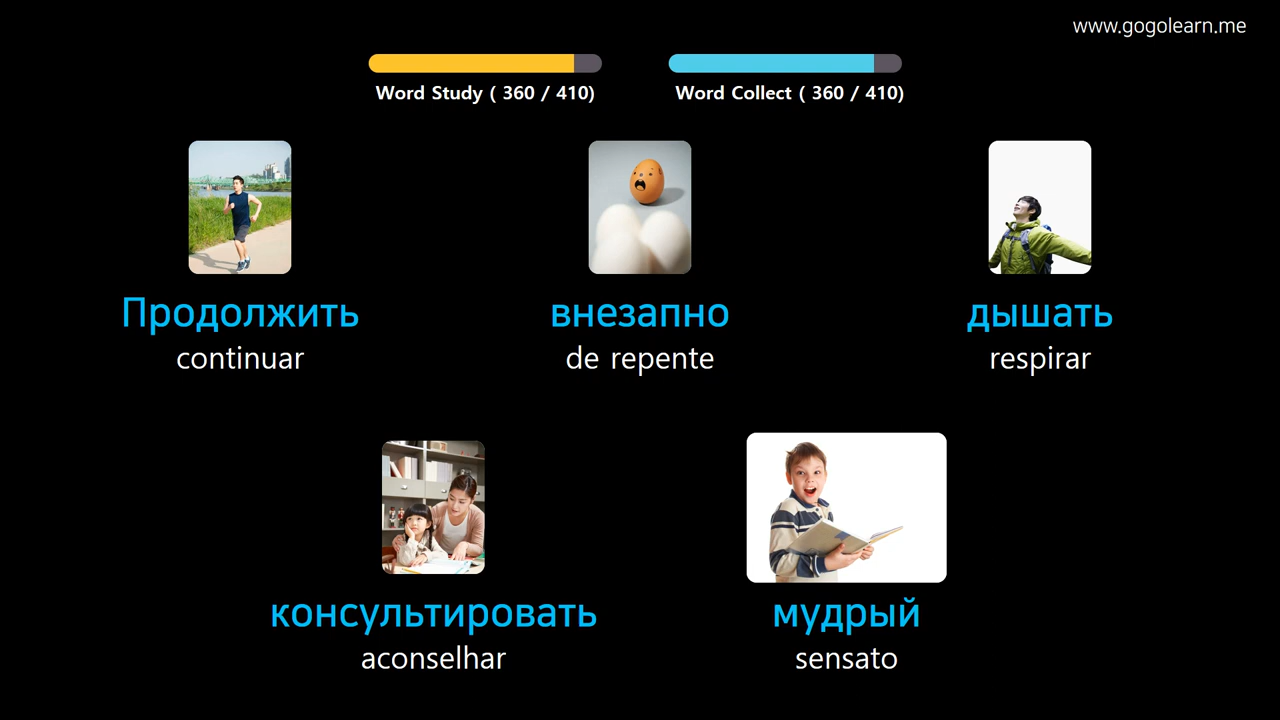 www.gogolearn.me
Word Study ( 360 / 410)
Word Collect ( 360 / 410)
Продолжить
continuar
внезапно
de repente
дышать
respirar
консультировать
aconselhar
мудрый
sensato